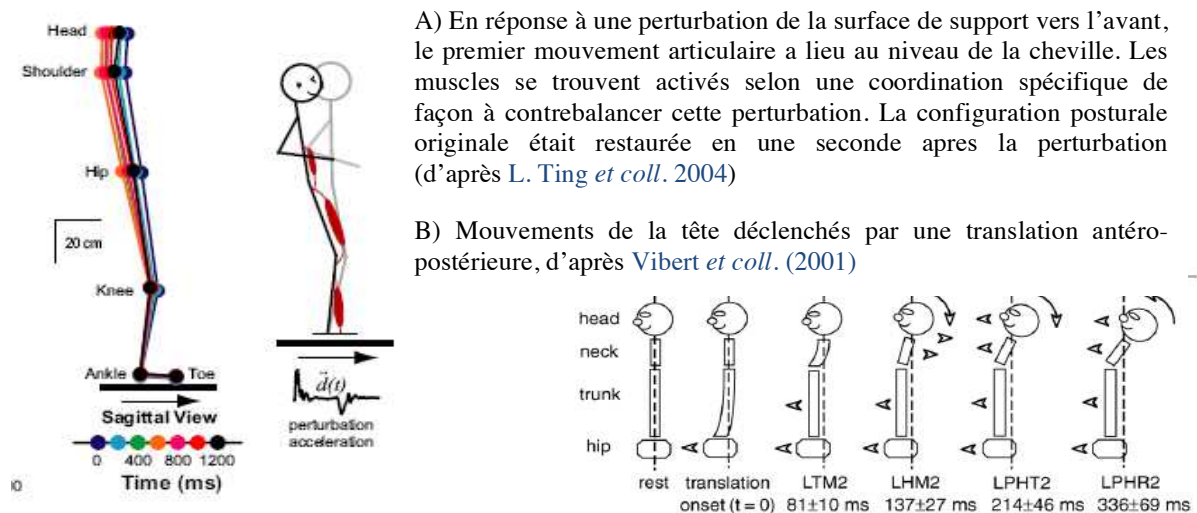 Head
Shoulder
Hip
20 cm
Knee
Ankle
Toe
Sagittal View
0 400 800 1200
Time (ms)
d̈(t)
perturbation
acceleration
A) En réponse à une perturbation de la surface de support vers l’avant,
le premier mouvement articulaire a lieu au niveau de la cheville. Les
muscles se trouvent activés selon une coordination spécifique de
façon à contrebalancer cette perturbation. La configuration posturale
originale était restaurée en une seconde apres la perturbation
(d’après L. Ting et coll. 2004)
B) Mouvements de la tête déclenchés par une translation antéro-
postérieure, d’après Vibert et coll. (2001)
head
neck
trunk
hip
rest translation LTM2 LHM2 LPHT2 LPHR2
onset (t = 0) 81±10 ms 137±27 ms 214±46 ms 336±69 ms